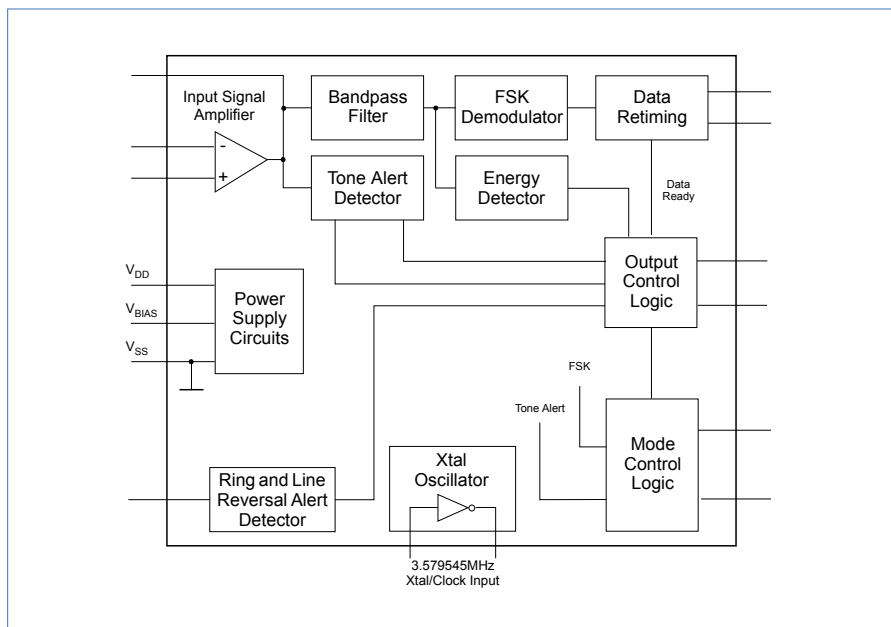 Input Signal
Amplifier
-
+
Bandpass
Filter
FSK
Demodulator
Data
Retiming
Tone Alert
Detector
Energy
Detector
Data
Ready
Output
Control
Logic
VDD
VBIAS
VSS
Power
Supply
Circuits
FSK
Tone Alert
Mode
Control
Logic
Xtal
Oscillator
Ring and Line
Reversal Alert
Detector
3.579545MHz
Xtal/Clock Input